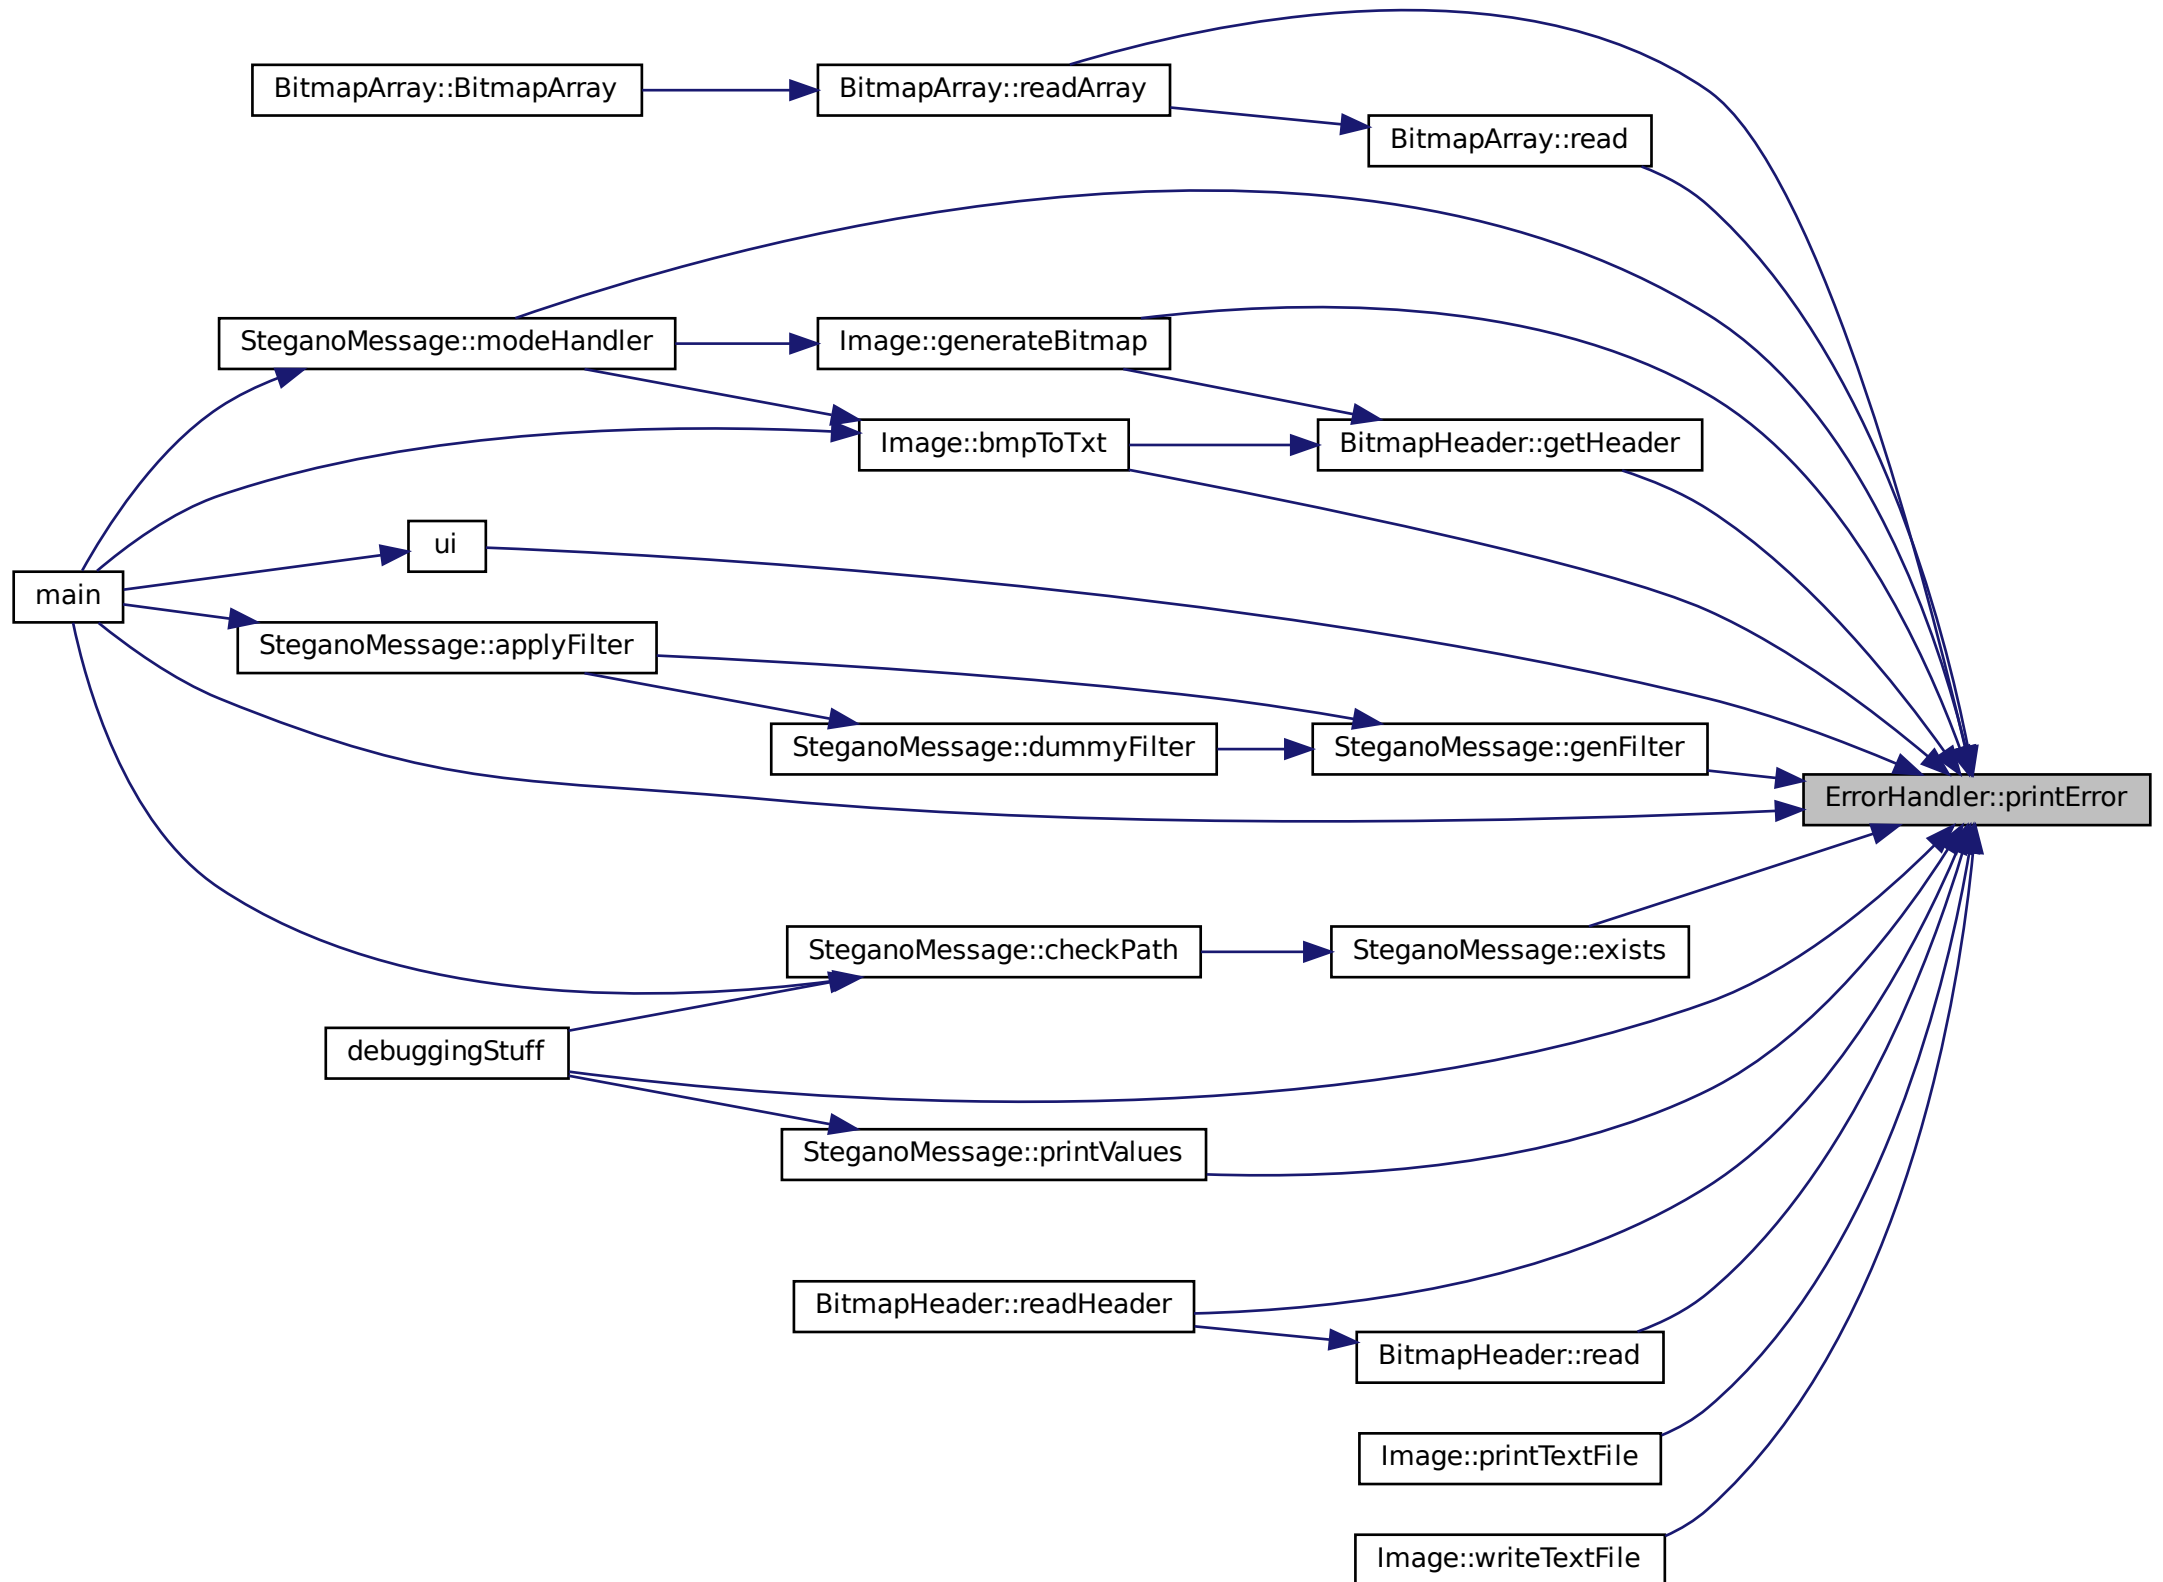 BitmapArray::BitmapArray
BitmapArray::readArray
BitmapArray::read
SteganoMessage::modeHandler
Image::generateBitmap
Image::bmpToTxt
BitmapHeader::getHeader
ui
main
SteganoMessage::applyFilter
SteganoMessage::dummyFilter
SteganoMessage::genFilter
ErrorHandler::printError
SteganoMessage::checkPath
SteganoMessage::exists
debuggingStuff
SteganoMessage::printValues
BitmapHeader::readHeader
BitmapHeader::read
Image::printTextFile
Image::writeTextFile